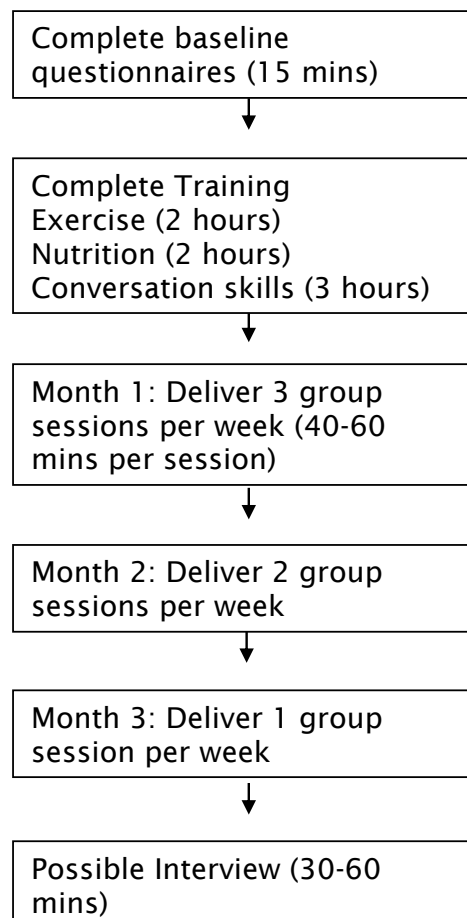 Complete baseline
questionnaires (15 mins)
Complete Training
Exercise (2 hours)
Nutrition (2 hours)
Conversation skills (3 hours)
Month 1: Deliver 3 group
sessions per week (40-60
mins per session)
Month 2: Deliver 2 group
sessions per week
Month 3: Deliver 1 group
session per week
Possible Interview (30-60
mins)